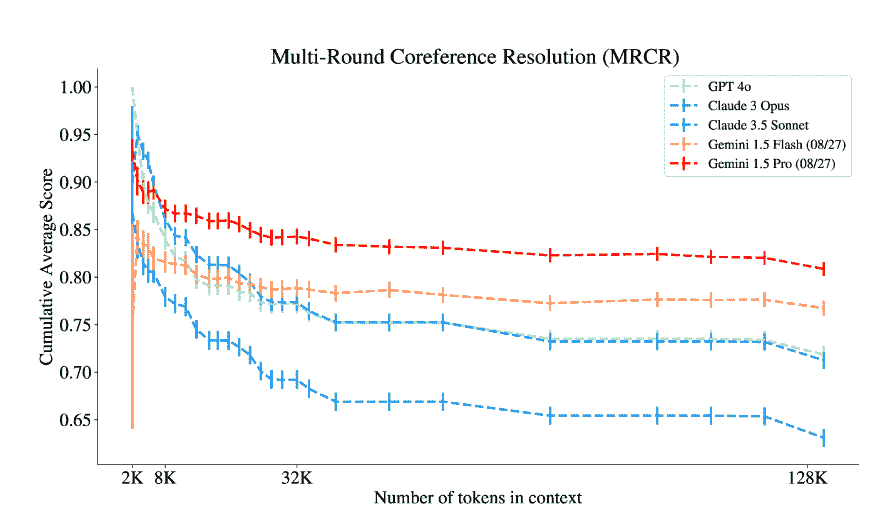 Multi-Round Coreference Resolution (MRCR)
GPT 4o
Claude 3 Opus
Claude 3.5 Sonnet
Gemini 1.5 Flash (08/27)
Gemini 1.5 Pro (08/27)
Cumulative Average Score
1.00
0.95
0.90
0.85
0.80
0.75
0.70
0.65
2K 8K 32K 128K
Number of tokens in context